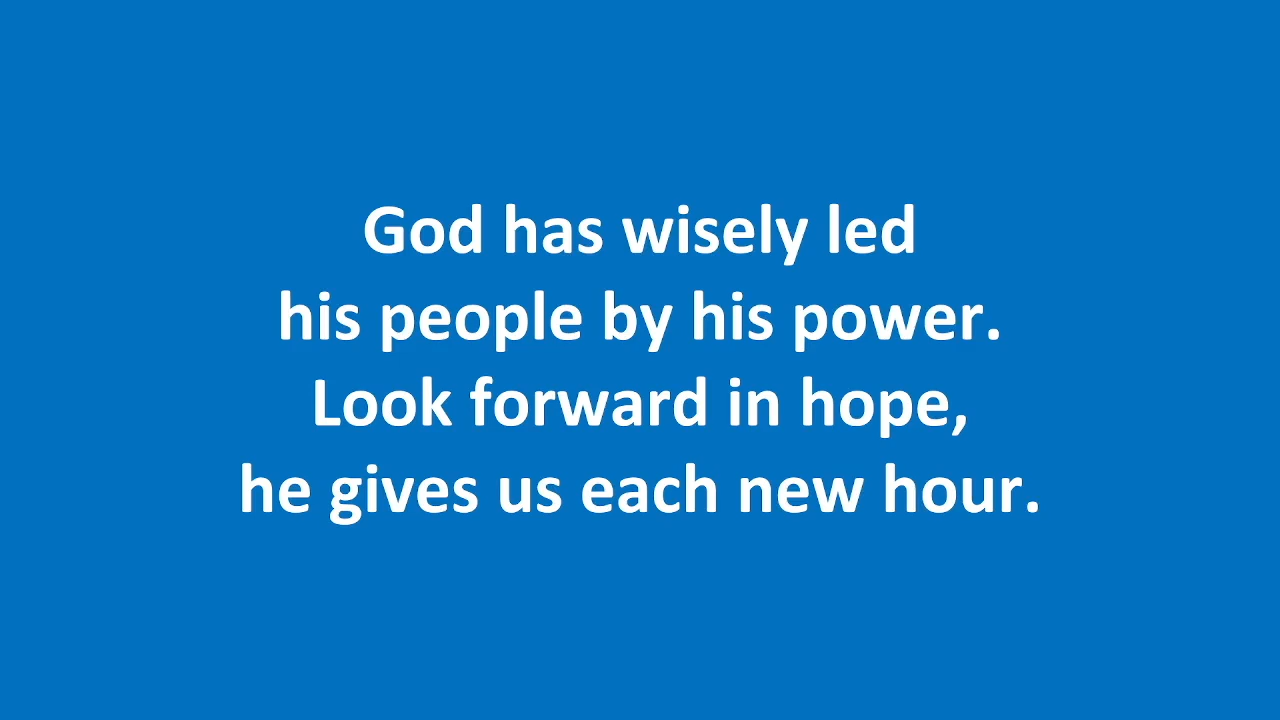 God has wisely led
his people by his power.
Look forward in hope,
he gives us each new hour.